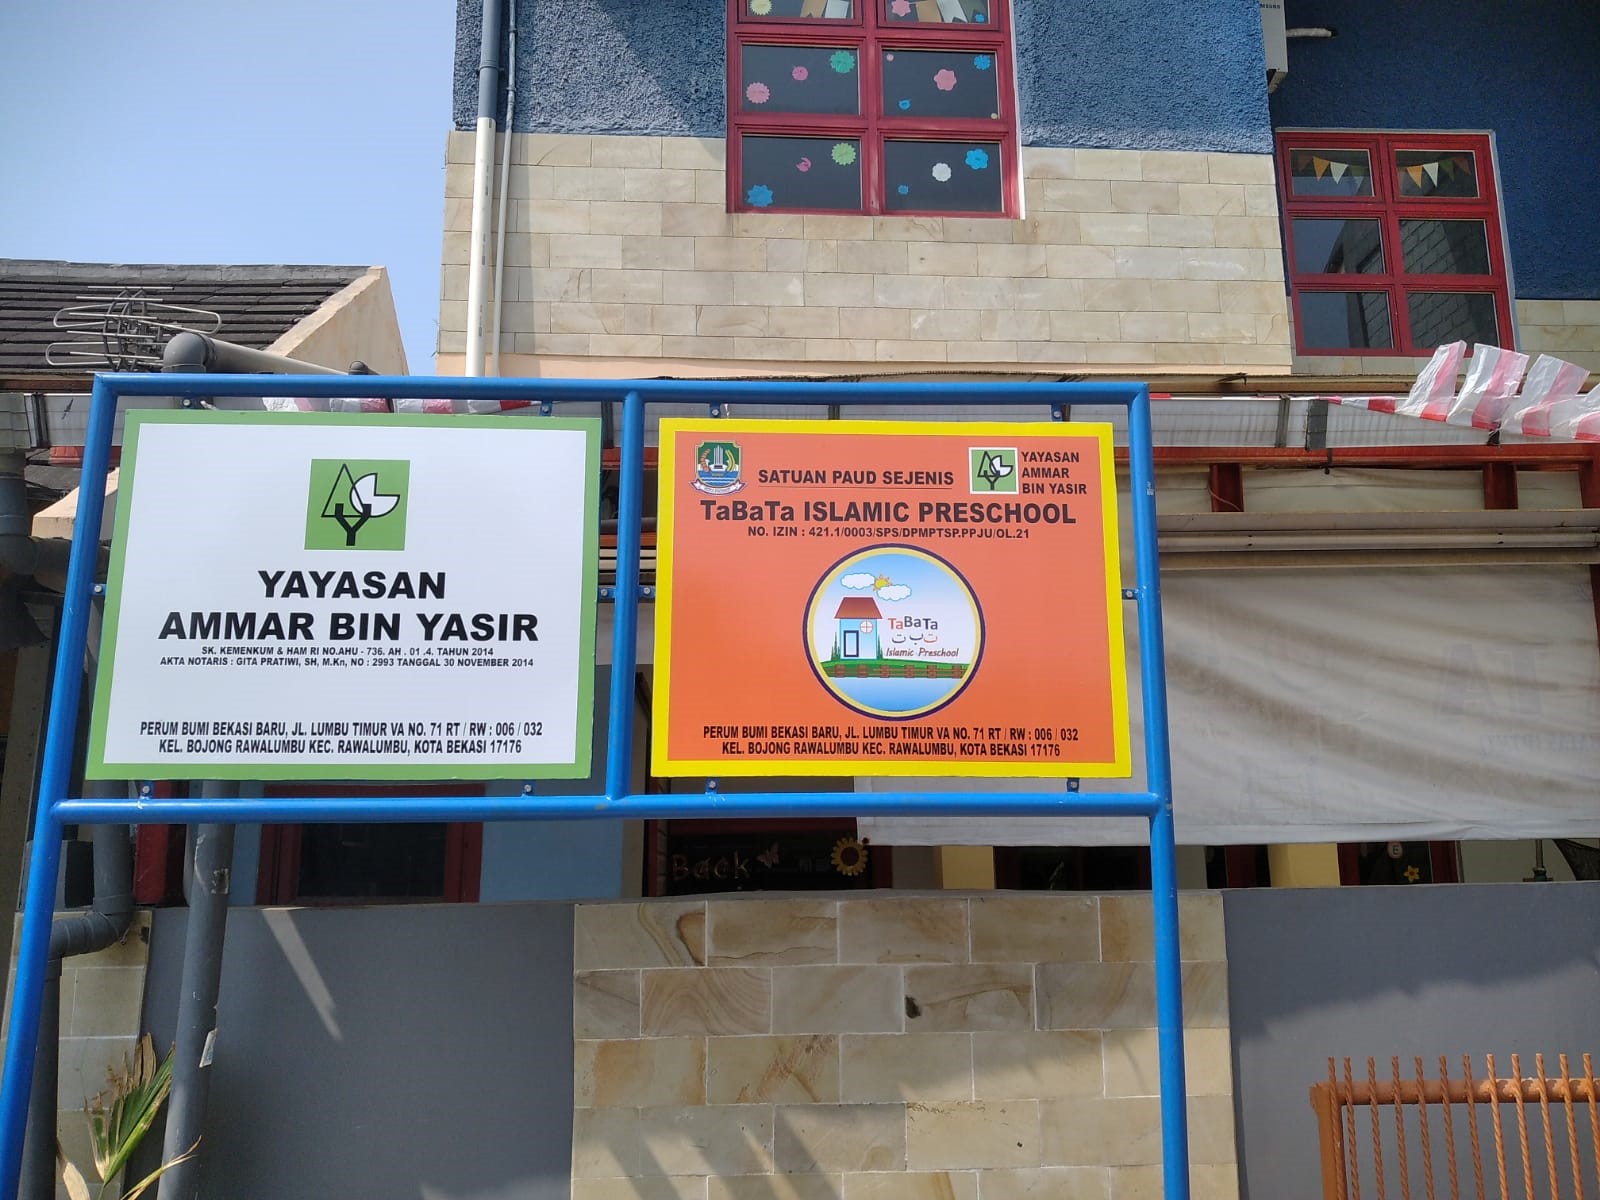 YAYASAN
AMMAR BIN YASIR
SK. KEMENKUM & HAM RI NO.AHU - 736. AH . 01 .4. TAHUN 2014
AKTA NOTARIS : GITA PRATIWI, SH, M.Kn, NO : 2993 TANGGAL 30 NOVEMBER 2014
PERUM BUMI BEKASI BARU, JL. LUMBU TIMUR VA NO. 71 RT / RW : 006 / 032
KEL. BOJONG RAWALUMBU KEC. RAWALUMBU, KOTA BEKASI 17176
SATUAN PAUD SEJENIS
YAYASAN
AMMAR
BIN YASIR
TaBaTa ISLAMIC PRESCHOOL
NO. IZIN : 421.1/0003/SPS/DPMPTSP.PPJU/OL.21
TaBaTa
ت ب ت
Islamic Preschool
PERUM BUMI BEKASI BARU, JL. LUMBU TIMUR VA NO. 71 RT / RW : 006 / 032
KEL. BOJONG RAWALUMBU KEC. RAWALUMBU, KOTA BEKASI 17176
Back